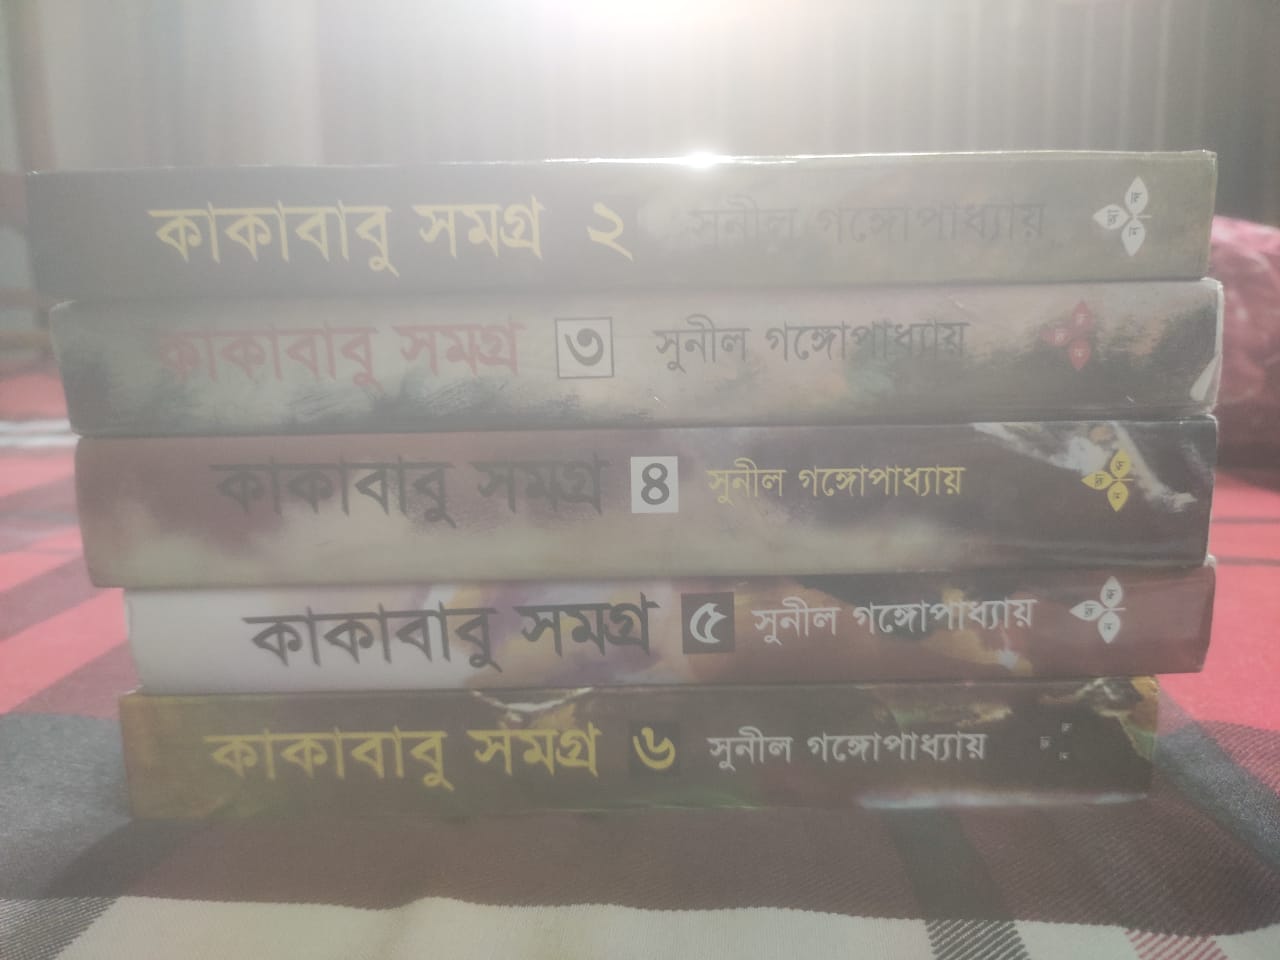 কাকাবাবু সমগ্র ২ সুনীল গঙ্গোপাধ্যায়
কাকাবাবু সমগ্র ৩ সুনীল গঙ্গোপাধ্যায়
কাকাবাবু সমগ্র ৪ সুনীল গঙ্গোপাধ্যায়
কাকাবাবু সমগ্র ৫ সুনীল গঙ্গোপাধ্যায়
কাকাবাবু সমগ্র ৬ সুনীল গঙ্গোপাধ্যায়